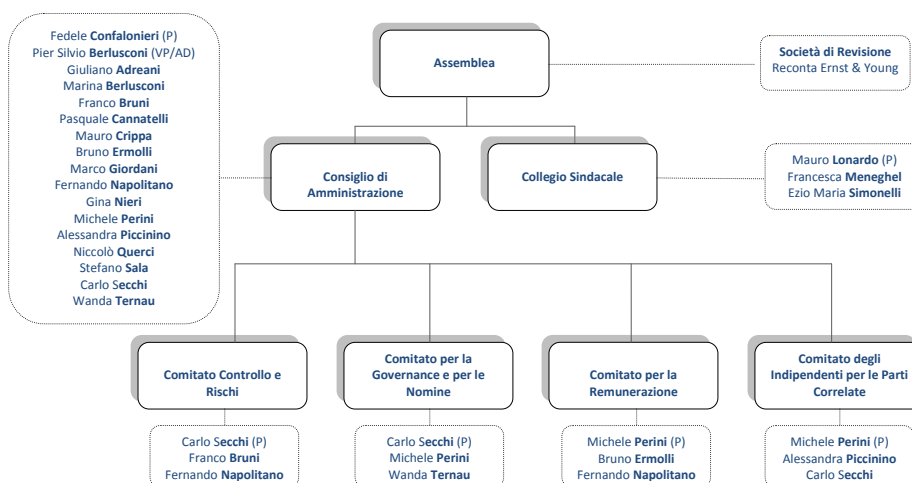 Fedele Confalonieri (P)
Pier Silvio Berlusconi (VP/AD)
Giuliano Adreani
Marina Berlusconi
Franco Bruni
Pasquale Cannatelli
Mauro Crippa
Bruno Ermolli
Marco Giordani
Fernando Napolitano
Gina Nieri
Michele Perini
Alessandra Piccinino
Niccolò Querci
Stefano Sala
Carlo Secchi
Wanda Ternau
Assemblea
Società di Revisione
Reconta Ernst & Young
Consiglio di
Amministrazione
Collegio Sindacale
Mauro Lonardo (P)
Francesca Meneghel
Ezio Maria Simonelli
Comitato Controllo e
Rischi
Comitato per la
Governance e per le
Nomine
Comitato per la
Remunerazione
Comitato degli
Indipendenti per le Parti
Correlate
Carlo Secchi (P)
Franco Bruni
Fernando Napolitano
Carlo Secchi (P)
Michele Perini
Wanda Ternau
Michele Perini (P)
Bruno Ermolli
Fernando Napolitano
Michele Perini (P)
Alessandra Piccinino
Carlo Secchi